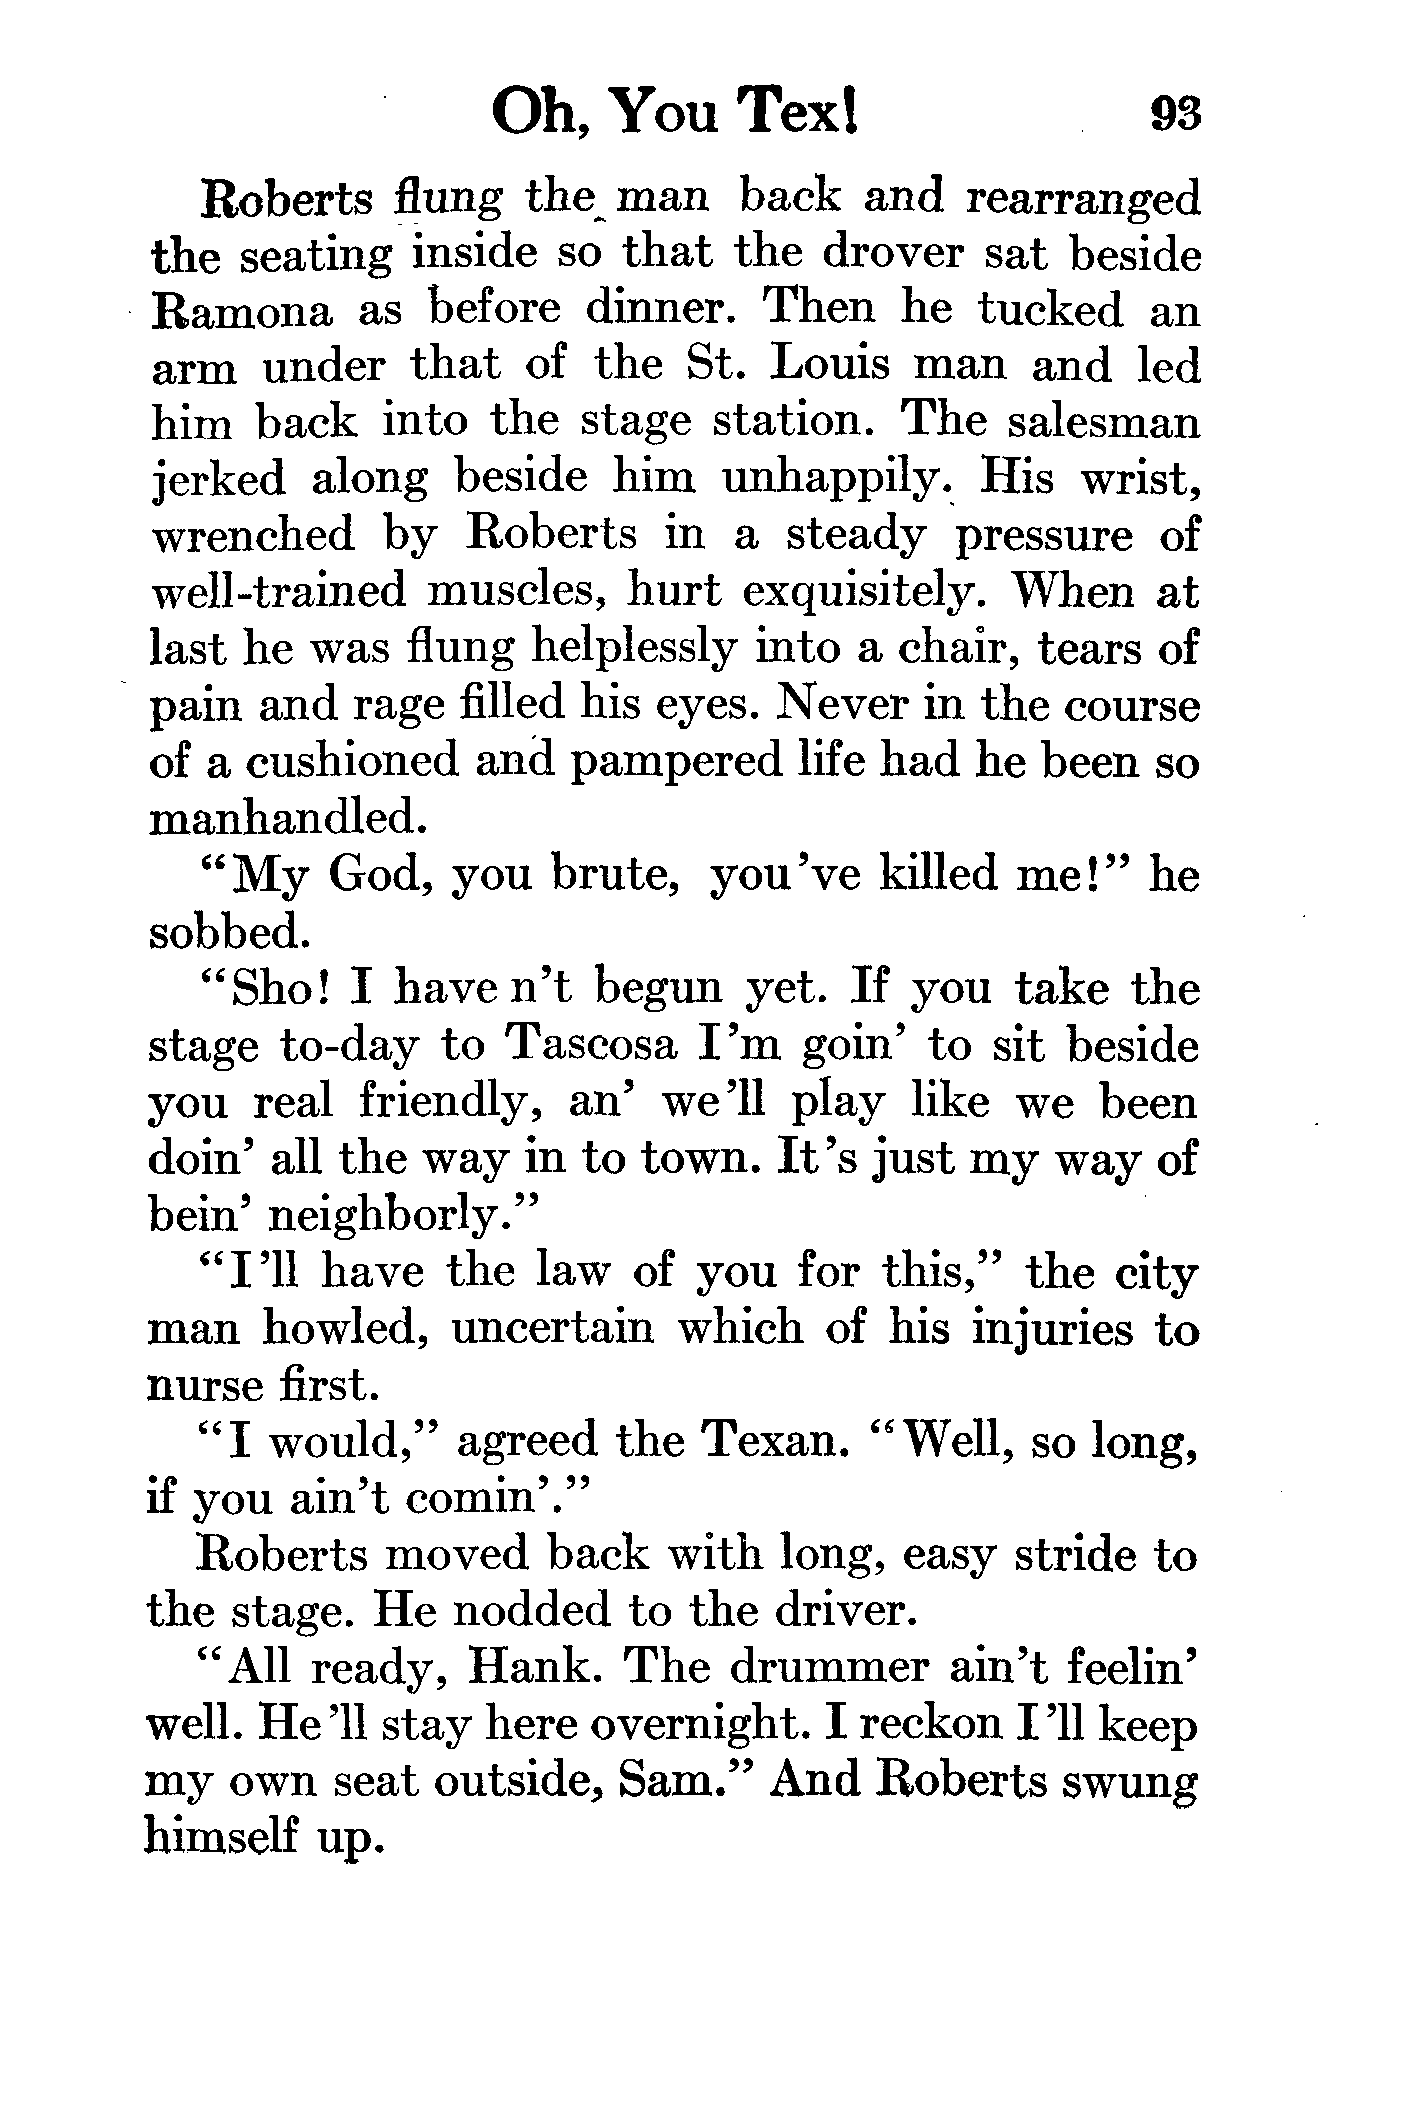 Oh, You Tex! 93
Roberts flung the man back and rearranged
the seating inside so that the drover sat beside
Ramona as before dinner. Then he tucked an
arm under that of the St. Louis man and led
him back into the stage station. The salesman
jerked along beside him unhappily. His wrist,
wrenched by Roberts in a steady pressure of
well-trained muscles, hurt exquisitely. When at
last he was flung helplessly into a chair, tears of
pain and rage filled his eyes. Never in the course
of a cushioned and pampered life had he been so
manhandled.
“My God, you brute, you’ve killed me!” he
sobbed.
“Sho! I have n’t begun yet. If you take the
stage to-day to Tascosa I’m goin’ to sit beside
you real friendly, an’ we’ll play like we been
doin’ all the way in to town. It’s just my way of
bein’ neighborly.”
“I’ll have the law of you for this,” the city
man howled, uncertain which of his injuries to
nurse first.
“I would,” agreed the Texan. “Well, so long,
if you ain’t comin’.”
Roberts moved back with long, easy stride to
the stage. He nodded to the driver.
“All ready, Hank. The drummer ain’t feelin’
well. He’ll stay here overnight. I reckon I’ll keep
my own seat outside, Sam.” And Roberts swung
himself up.